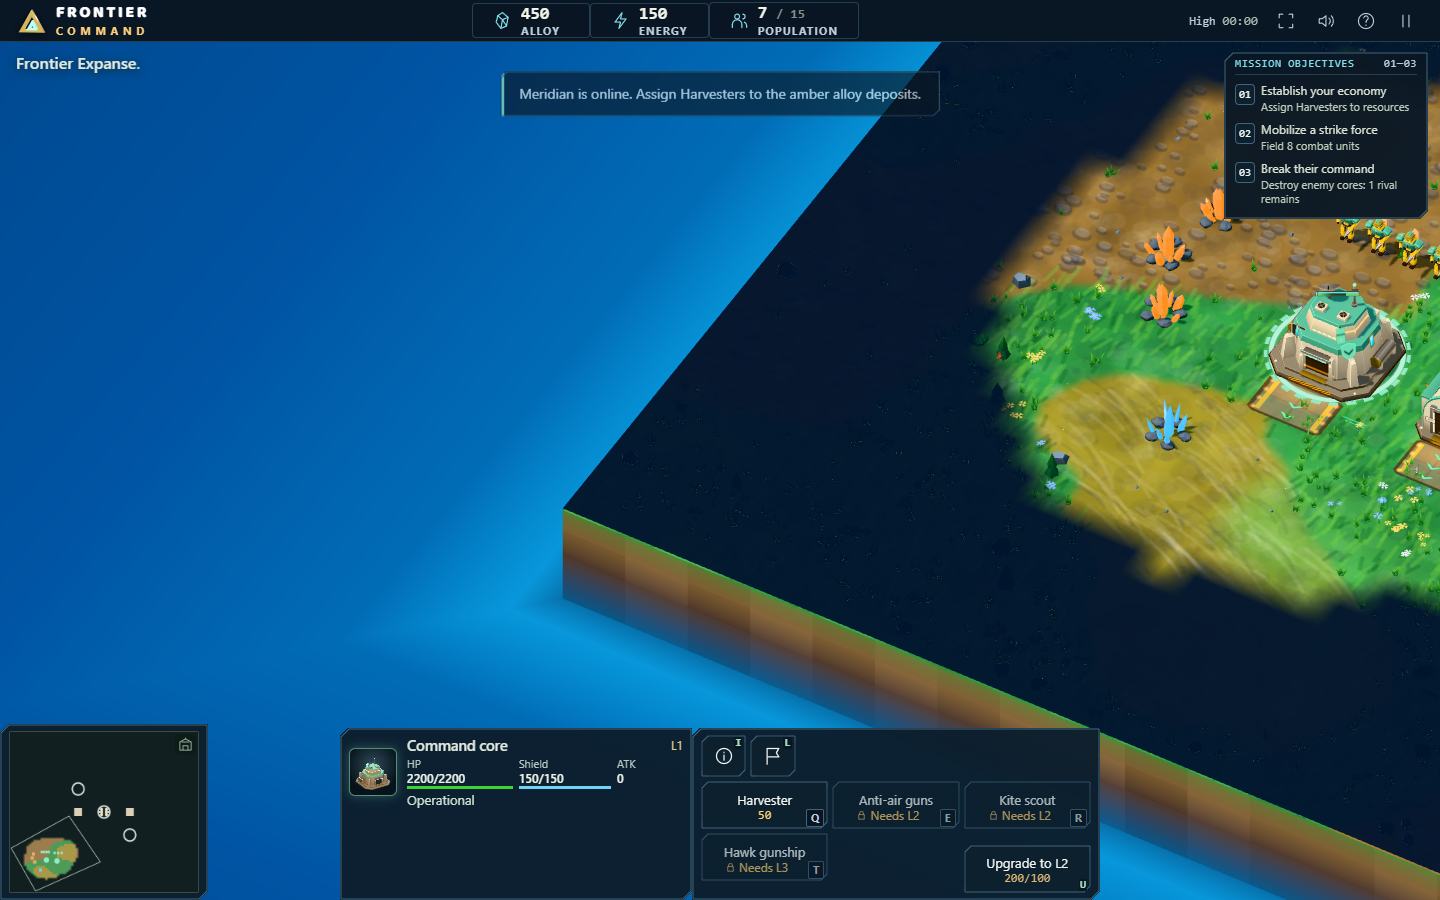 FRONTIER
COMMAND
450
ALLOY
150
ENERGY
7 / 15
POPULATION
High 00:00
Frontier Expanse.
Meridian is online. Assign Harvesters to the amber alloy deposits.
MISSION OBJECTIVES 01—03
01 Establish your economy
Assign Harvesters to resources
02 Mobilize a strike force
Field 8 combat units
03 Break their command
Destroy enemy cores: 1 rival
remains
Command core L1
HP Shield ATK
2200/2200 150/150 0
Operational
I
L
Harvester
50
Q
Anti-air guns
Needs L2
E
Kite scout
Needs L2
R
Hawk gunship
Needs L3
T
Upgrade to L2
200/100
U